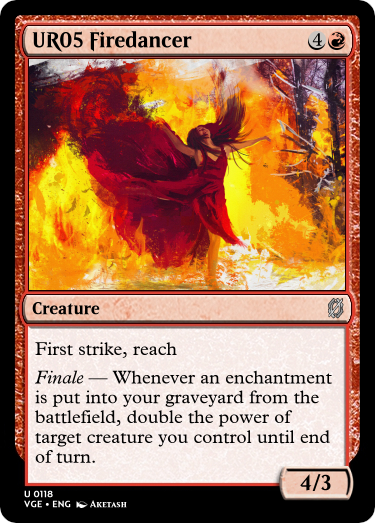 UR05 Firedancer 4
Creature
First strike, reach
Finale — Whenever an enchantment
is put into your graveyard from the
battlefield, double the power of
target creature you control until end
of turn.
4/3
U 0118
VGE • ENG Aketash